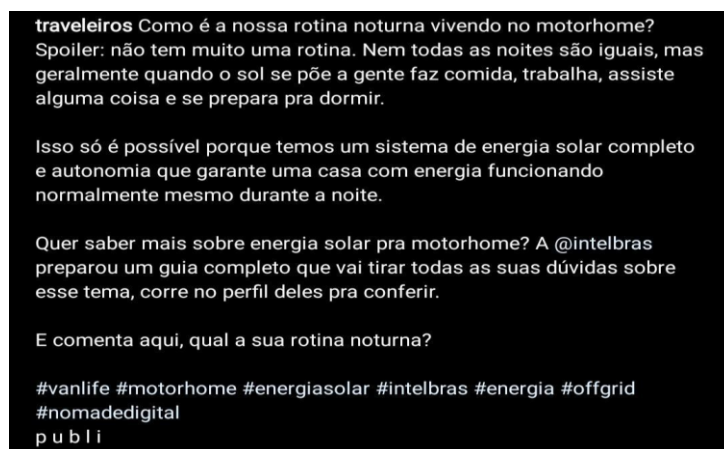 traveleiros Como é a nossa rotina noturna vivendo no motorhome?
Spoiler: não tem muito uma rotina. Nem todas as noites são iguais, mas
geralmente quando o sol se põe a gente faz comida, trabalha, assiste
alguma coisa e se prepara pra dormir.
Isso só é possível porque temos um sistema de energia solar completo
e autonomia que garante uma casa com energia funcionando
normalmente mesmo durante a noite.
Quer saber mais sobre energia solar pra motorhome? A @intelbras
preparou um guia completo que vai tirar todas as suas dúvidas sobre
esse tema, corre no perfil deles pra conferir.
E comenta aqui, qual a sua rotina noturna?
#vanlife #motorhome #energiasolar #intelbras #energia #offgrid
#nomadedigital
p u b l i